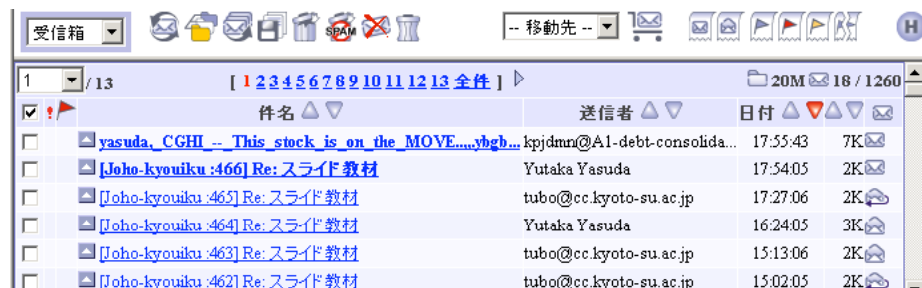 受信箱 SPAM -- 移動先 -- H
1 / 13 [ 1 2 3 4 5 6 7 8 9 10 11 12 13 全件 ] 20M 18 / 1260
! 件名 送信者 日付
yasuda,_CGHI_--_This_stock_is_on_the_MOVE.....,ybgb... kpjdmn@A1-debt-consolida... 17:55:43 7K
[Joho-kyouiku :466] Re: スライド教材 Yutaka Yasuda 17:54:05 2K
[Joho-kyouiku :465] Re: スライド教材 tubo@cc.kyoto-su.ac.jp 17:27:06 2K
[Joho-kyouiku :464] Re: スライド教材 Yutaka Yasuda 16:24:05 3K
[Joho-kyouiku :463] Re: スライド教材 tubo@cc.kyoto-su.ac.jp 15:13:06 2K
[Joho-kyouiku :462] Re: スライド教材 tubo@cc.kyoto-su.ac.jp 15:02:05 2K